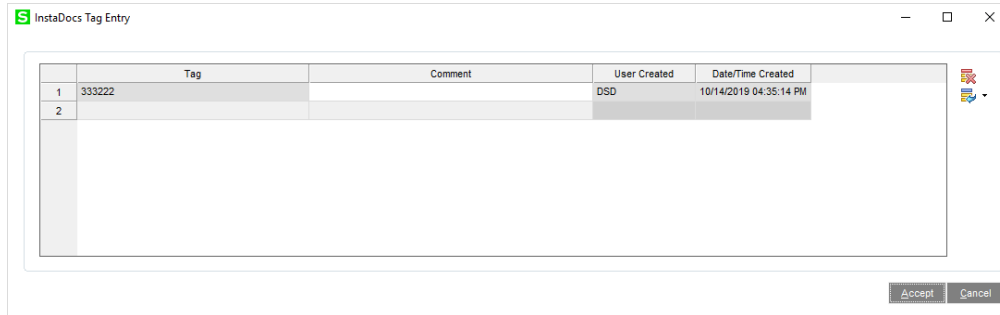 S InstaDocs Tag Entry
Tag Comment User Created Date/Time Created
1 333222 DSD 10/14/2019 04:35:14 PM
2
Accept Cancel